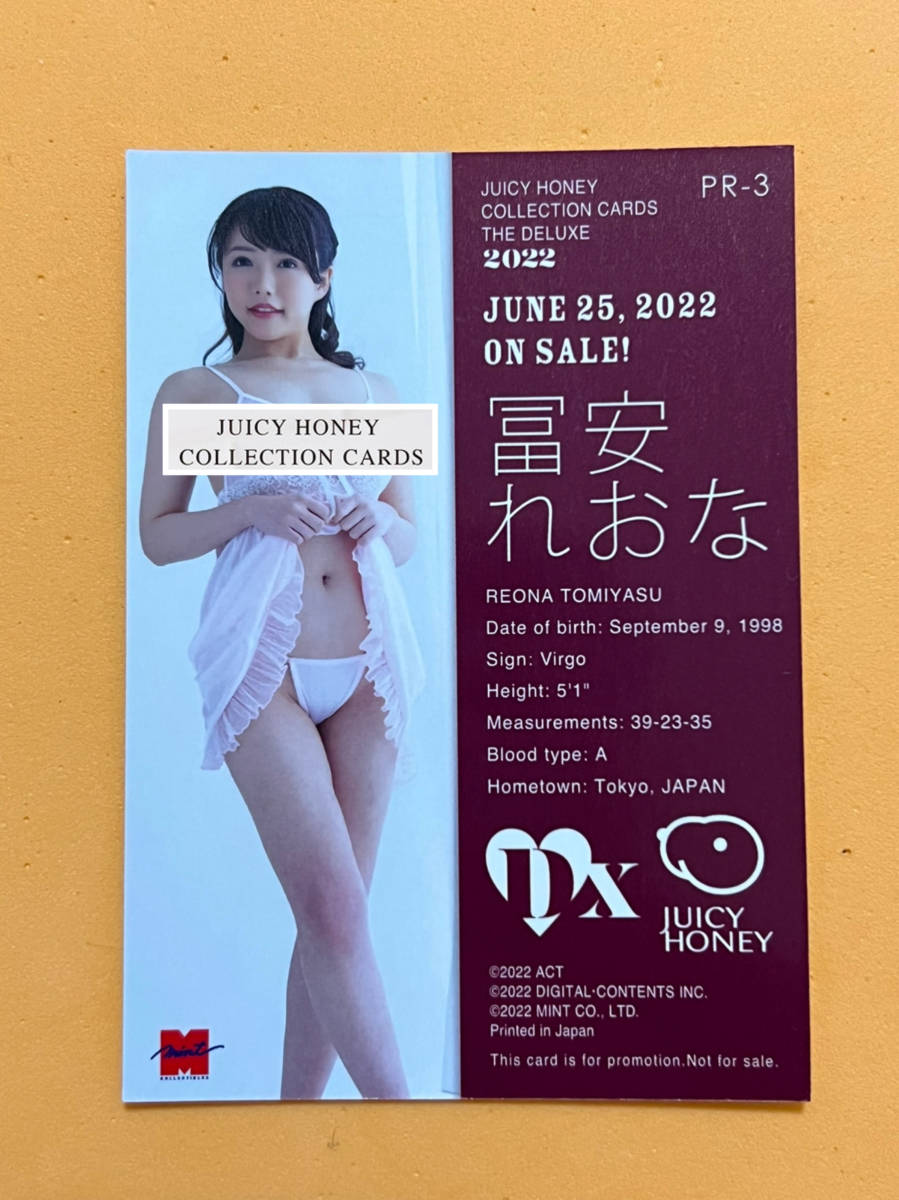 JUICY HONEY
COLLECTION CARDS
mint
M
COLLECTIBLES
PR-3
JUICY HONEY
COLLECTION CARDS
THE DELUXE
2022
JUNE 25, 2022
ON SALE!
冨安
れおな
REONA TOMIYASU
Date of birth: September 9, 1998
Sign: Virgo
Height: 5'1"
Measurements: 39-23-35
Blood type: A
Hometown: Tokyo, JAPAN
DX
JUICY
HONEY
©2022 ACT
©2022 DIGITAL·CONTENTS INC.
©2022 MINT CO., LTD.
Printed in Japan
This card is for promotion.Not for sale.